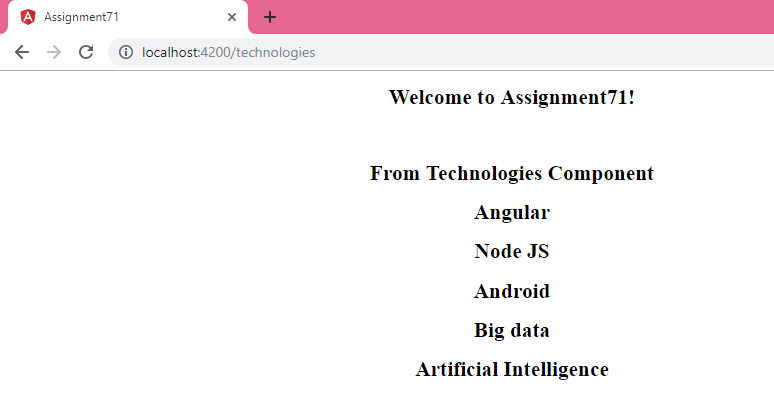 Assignment71
localhost:4200/technologies
Welcome to Assignment71!
From Technologies Component
Angular
Node JS
Android
Big data
Artificial Intelligence